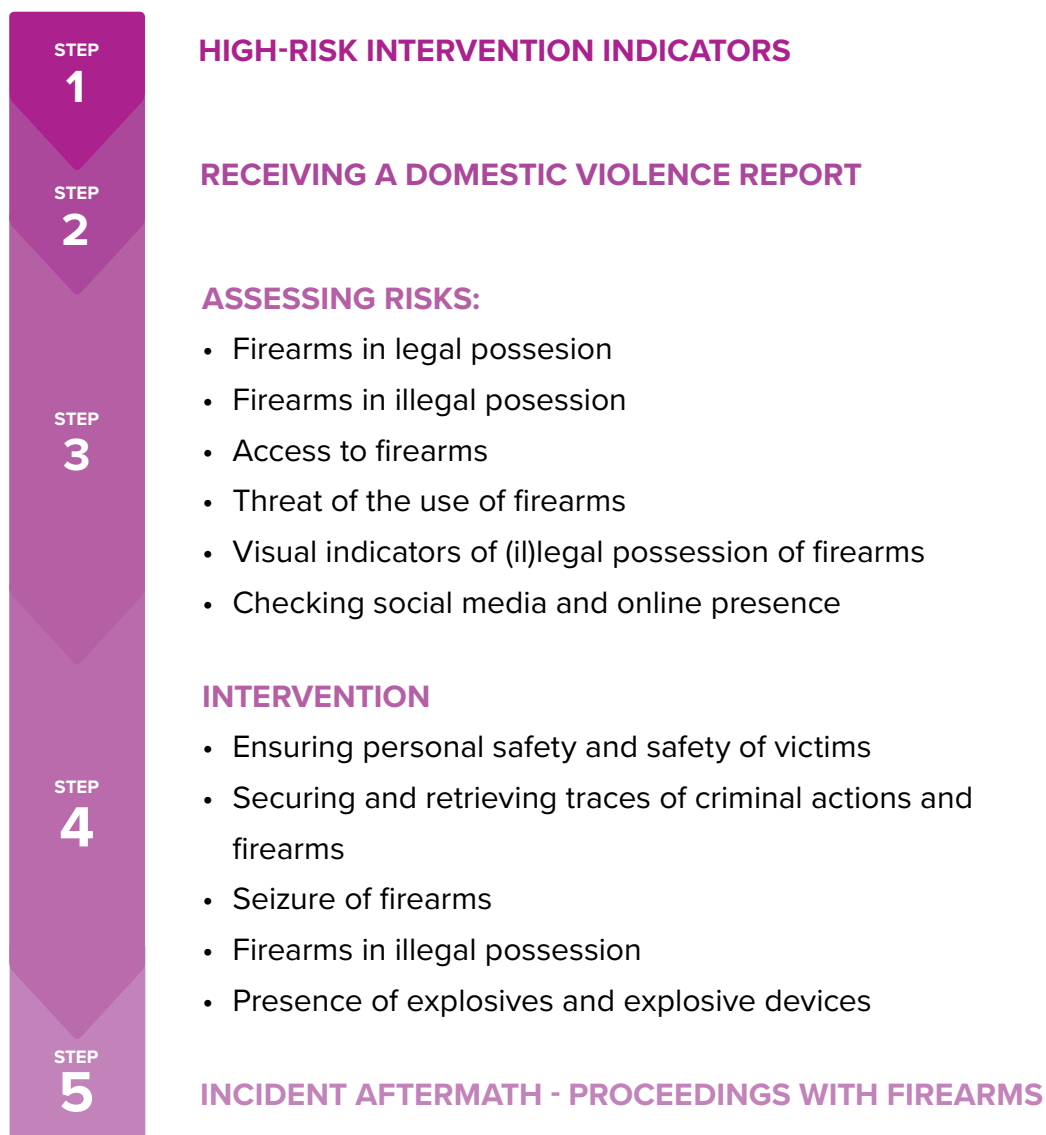 STEP
1
HIGH-RISK INTERVENTION INDICATORS
STEP
2
RECEIVING A DOMESTIC VIOLENCE REPORT
STEP
3
ASSESSING RISKS:
• Firearms in legal possesion
• Firearms in illegal posession
• Access to firearms
• Threat of the use of firearms
• Visual indicators of (il)legal possession of firearms
• Checking social media and online presence
STEP
4
INTERVENTION
• Ensuring personal safety and safety of victims
• Securing and retrieving traces of criminal actions and
firearms
• Seizure of firearms
• Firearms in illegal possession
• Presence of explosives and explosive devices
STEP
5
INCIDENT AFTERMATH - PROCEEDINGS WITH FIREARMS